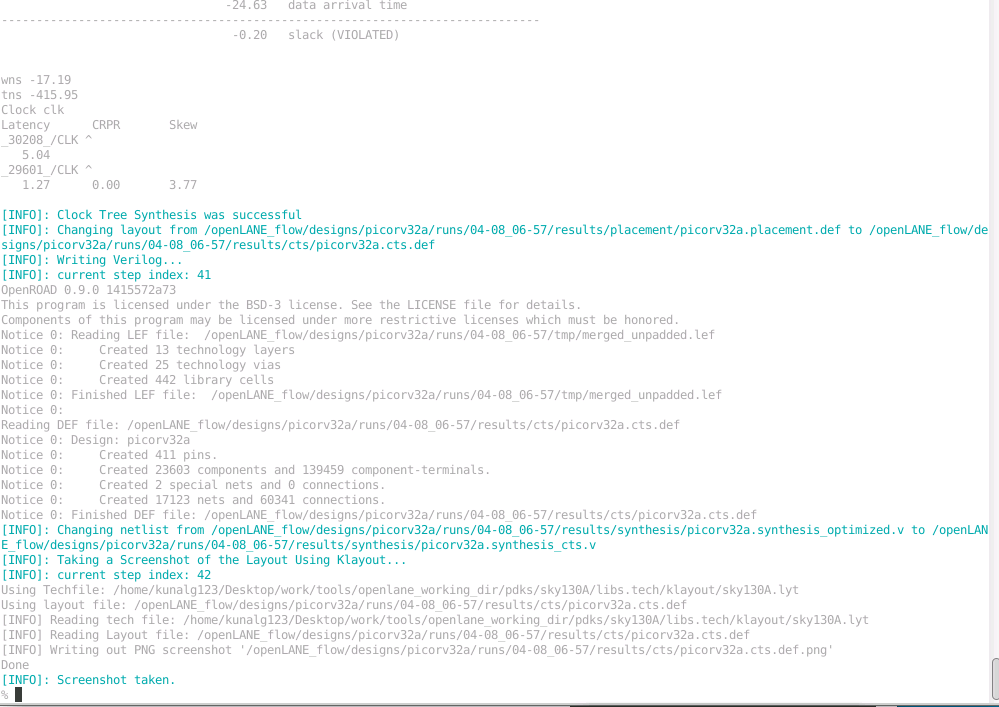 -24.63   data arrival time
-----------------------------------------------------------------------------
-0.20   slack (VIOLATED)
wns -17.19
tns -415.95
Clock clk
Latency      CRPR       Skew
_30208_/CLK ^
   5.04
_29601_/CLK ^
   1.27      0.00       3.77
[INFO]: Clock Tree Synthesis was successful
[INFO]: Changing layout from /openLANE_flow/designs/picorv32a/runs/04-08_06-57/results/placement/picorv32a.placement.def to /openLANE_flow/de
signs/picorv32a/runs/04-08_06-57/results/cts/picorv32a.cts.def
[INFO]: Writing Verilog...
[INFO]: current step index: 41
OpenROAD 0.9.0 1415572a73
This program is licensed under the BSD-3 license. See the LICENSE file for details.
Components of this program may be licensed under more restrictive licenses which must be honored.
Notice 0: Reading LEF file:  /openLANE_flow/designs/picorv32a/runs/04-08_06-57/tmp/merged_unpadded.lef
Notice 0:     Created 13 technology layers
Notice 0:     Created 25 technology vias
Notice 0:     Created 442 library cells
Notice 0: Finished LEF file:  /openLANE_flow/designs/picorv32a/runs/04-08_06-57/tmp/merged_unpadded.lef
Notice 0:
Reading DEF file: /openLANE_flow/designs/picorv32a/runs/04-08_06-57/results/cts/picorv32a.cts.def
Notice 0: Design: picorv32a
Notice 0:     Created 411 pins.
Notice 0:     Created 23603 components and 139459 component-terminals.
Notice 0:     Created 2 special nets and 0 connections.
Notice 0:     Created 17123 nets and 60341 connections.
Notice 0: Finished DEF file: /openLANE_flow/designs/picorv32a/runs/04-08_06-57/results/cts/picorv32a.cts.def
[INFO]: Changing netlist from /openLANE_flow/designs/picorv32a/runs/04-08_06-57/results/synthesis/picorv32a.synthesis_optimized.v to /openLAN
E_flow/designs/picorv32a/runs/04-08_06-57/results/synthesis/picorv32a.synthesis_cts.v
[INFO]: Taking a Screenshot of the Layout Using Klayout...
[INFO]: current step index: 42
Using Techfile: /home/kunalg123/Desktop/work/tools/openlane_working_dir/pdks/sky130A/libs.tech/klayout/sky130A.lyt
Using layout file: /openLANE_flow/designs/picorv32a/runs/04-08_06-57/results/cts/picorv32a.cts.def
[INFO] Reading tech file: /home/kunalg123/Desktop/work/tools/openlane_working_dir/pdks/sky130A/libs.tech/klayout/sky130A.lyt
[INFO] Reading Layout file: /openLANE_flow/designs/picorv32a/runs/04-08_06-57/results/cts/picorv32a.cts.def
[INFO] Writing out PNG screenshot '/openLANE_flow/designs/picorv32a/runs/04-08_06-57/results/cts/picorv32a.cts.def.png'
Done
[INFO]: Screenshot taken.
%